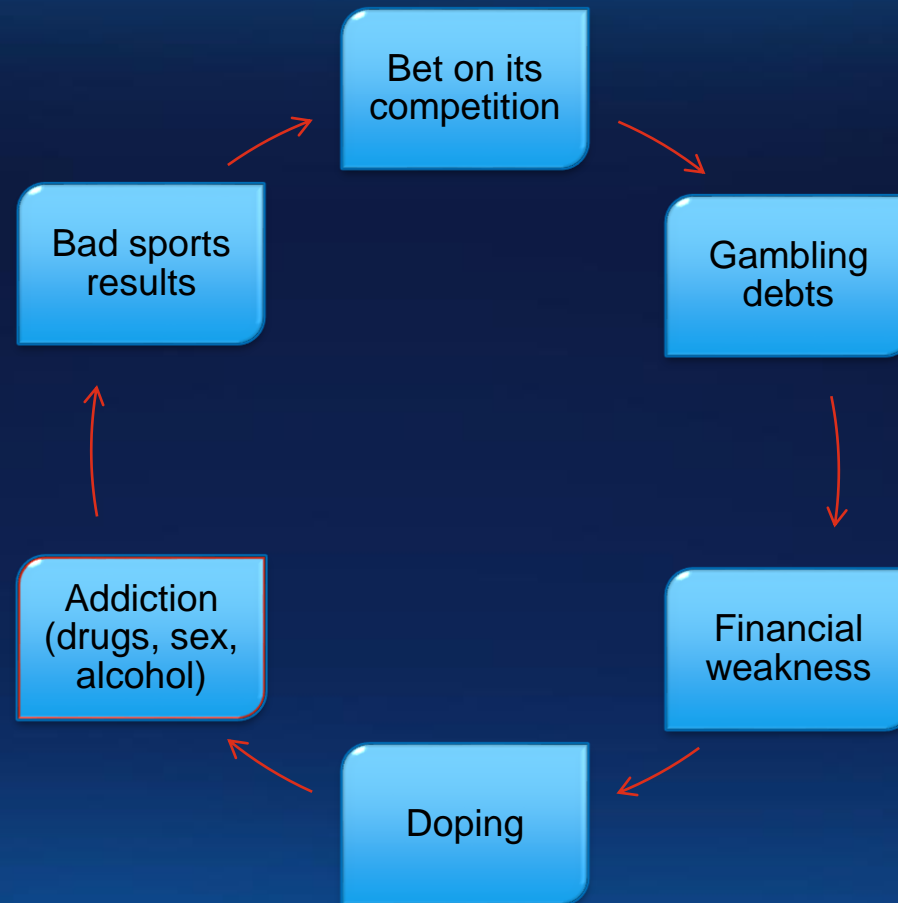 Bet on its
competition
Gambling
debts
Financial
weakness
Doping
Addiction
(drugs, sex,
alcohol)
Bad sports
results